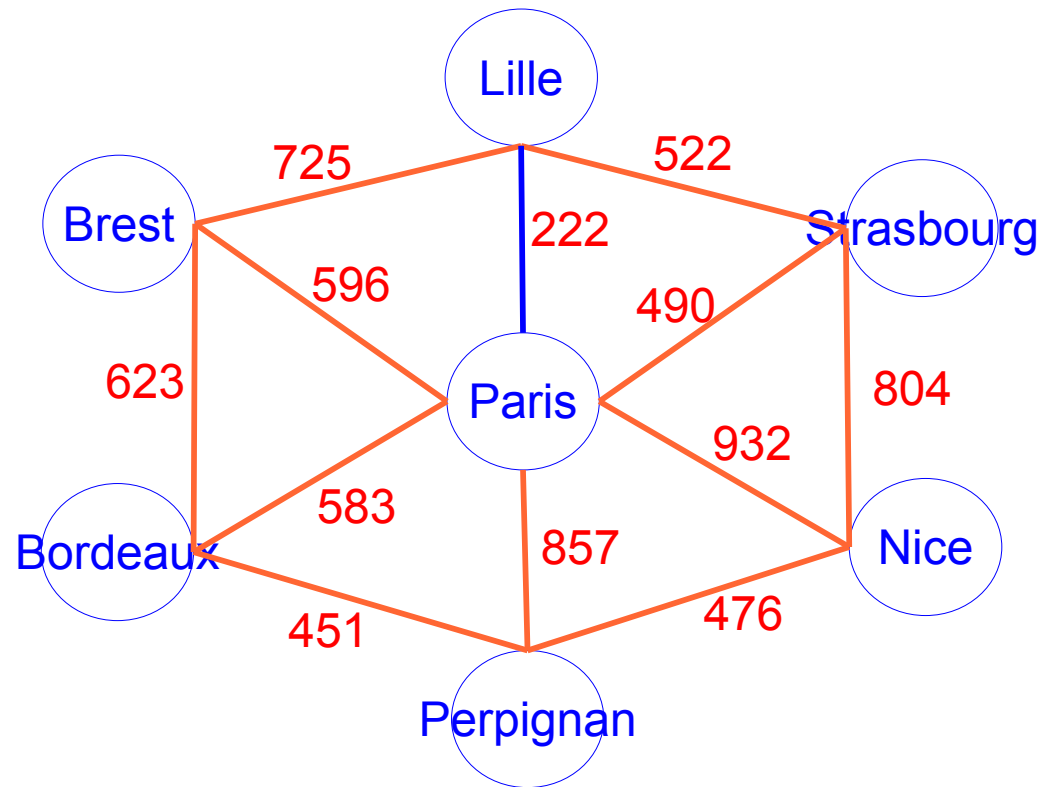 Lille
725
522
Brest
222
Strasbourg
596
490
623
Paris
804
932
583
857
Bordeaux
Nice
451
476
Perpignan